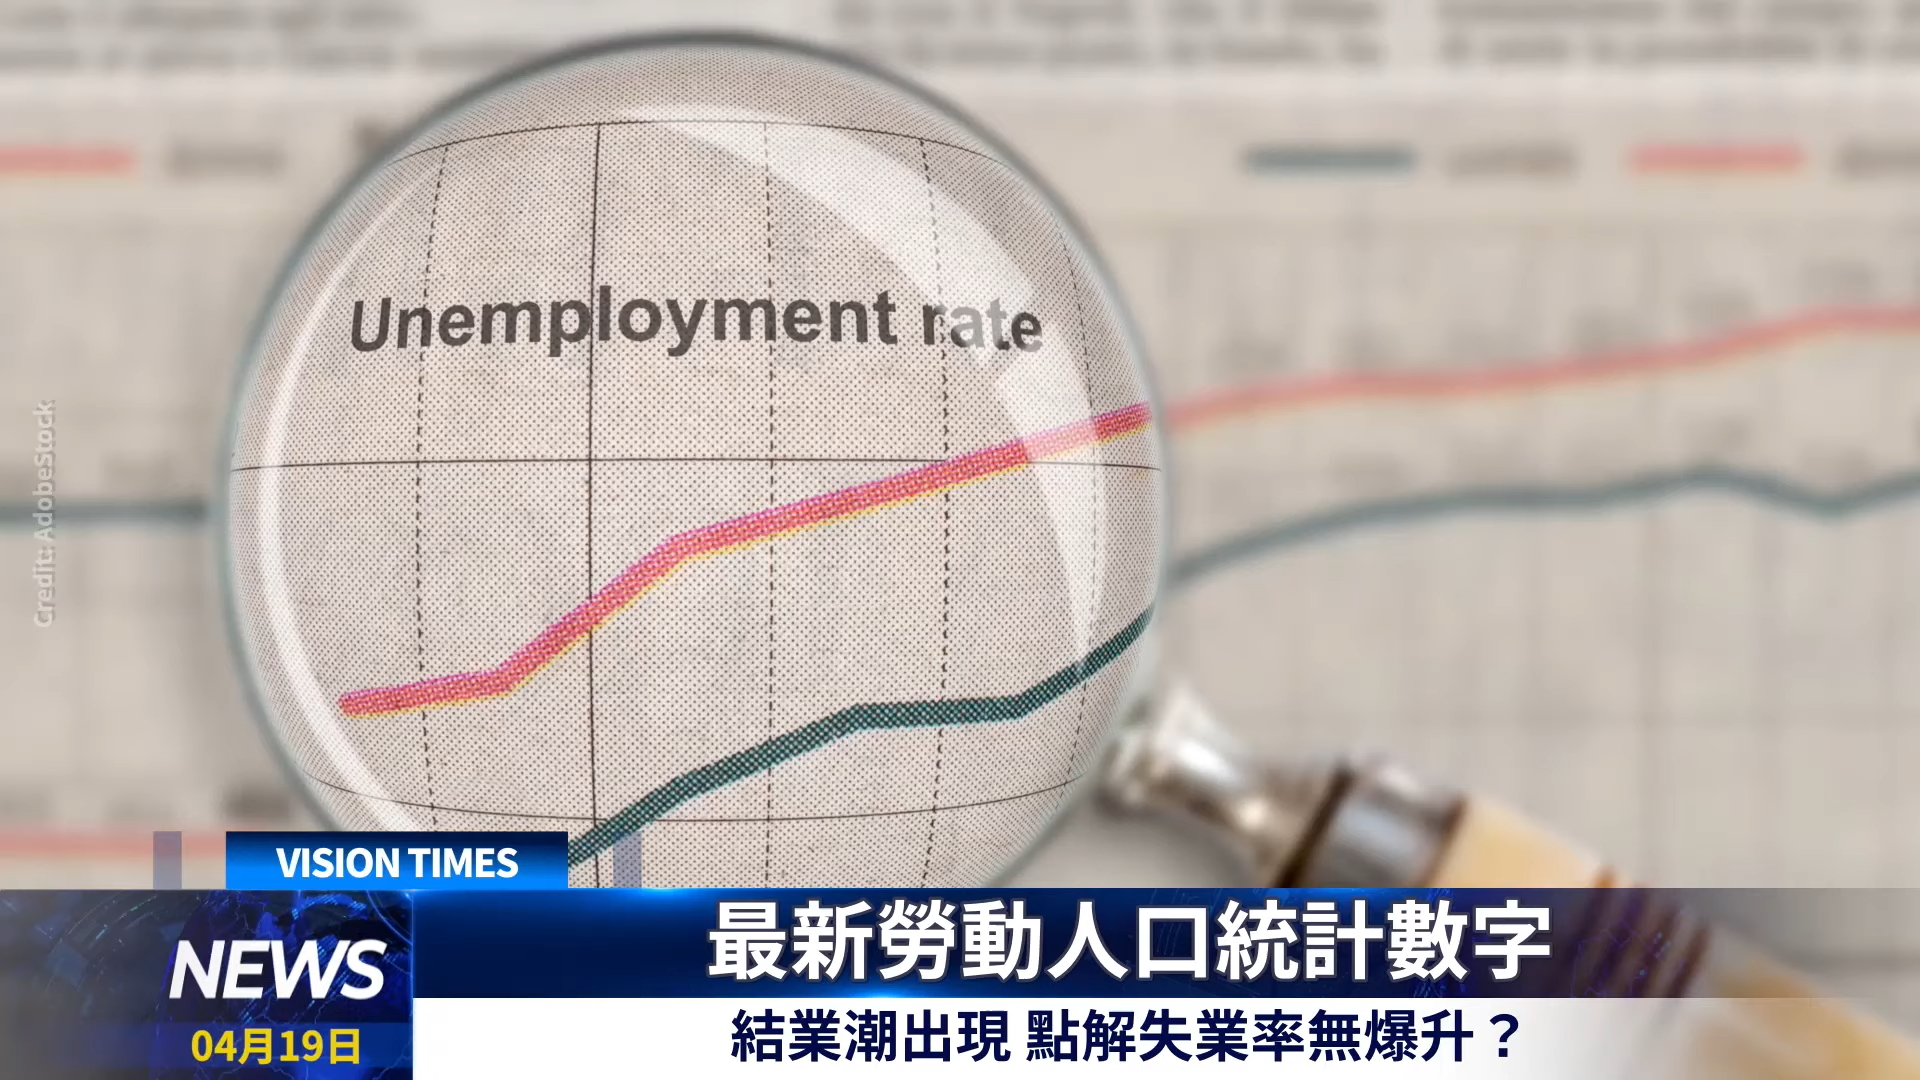 Unemployment rate
Credit: AdobeStock
VISION TIMES
NEWS
04月19日
最新勞動人口統計數字
結業潮出現 點解失業率無爆升？